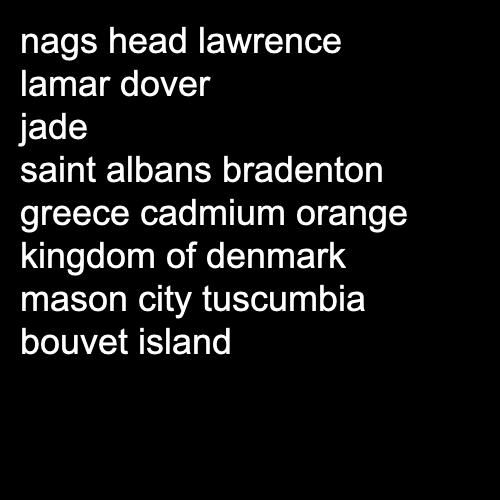 nags head lawrence
lamar dover
jade
saint albans bradenton
greece cadmium orange
kingdom of denmark
mason city tuscumbia
bouvet island